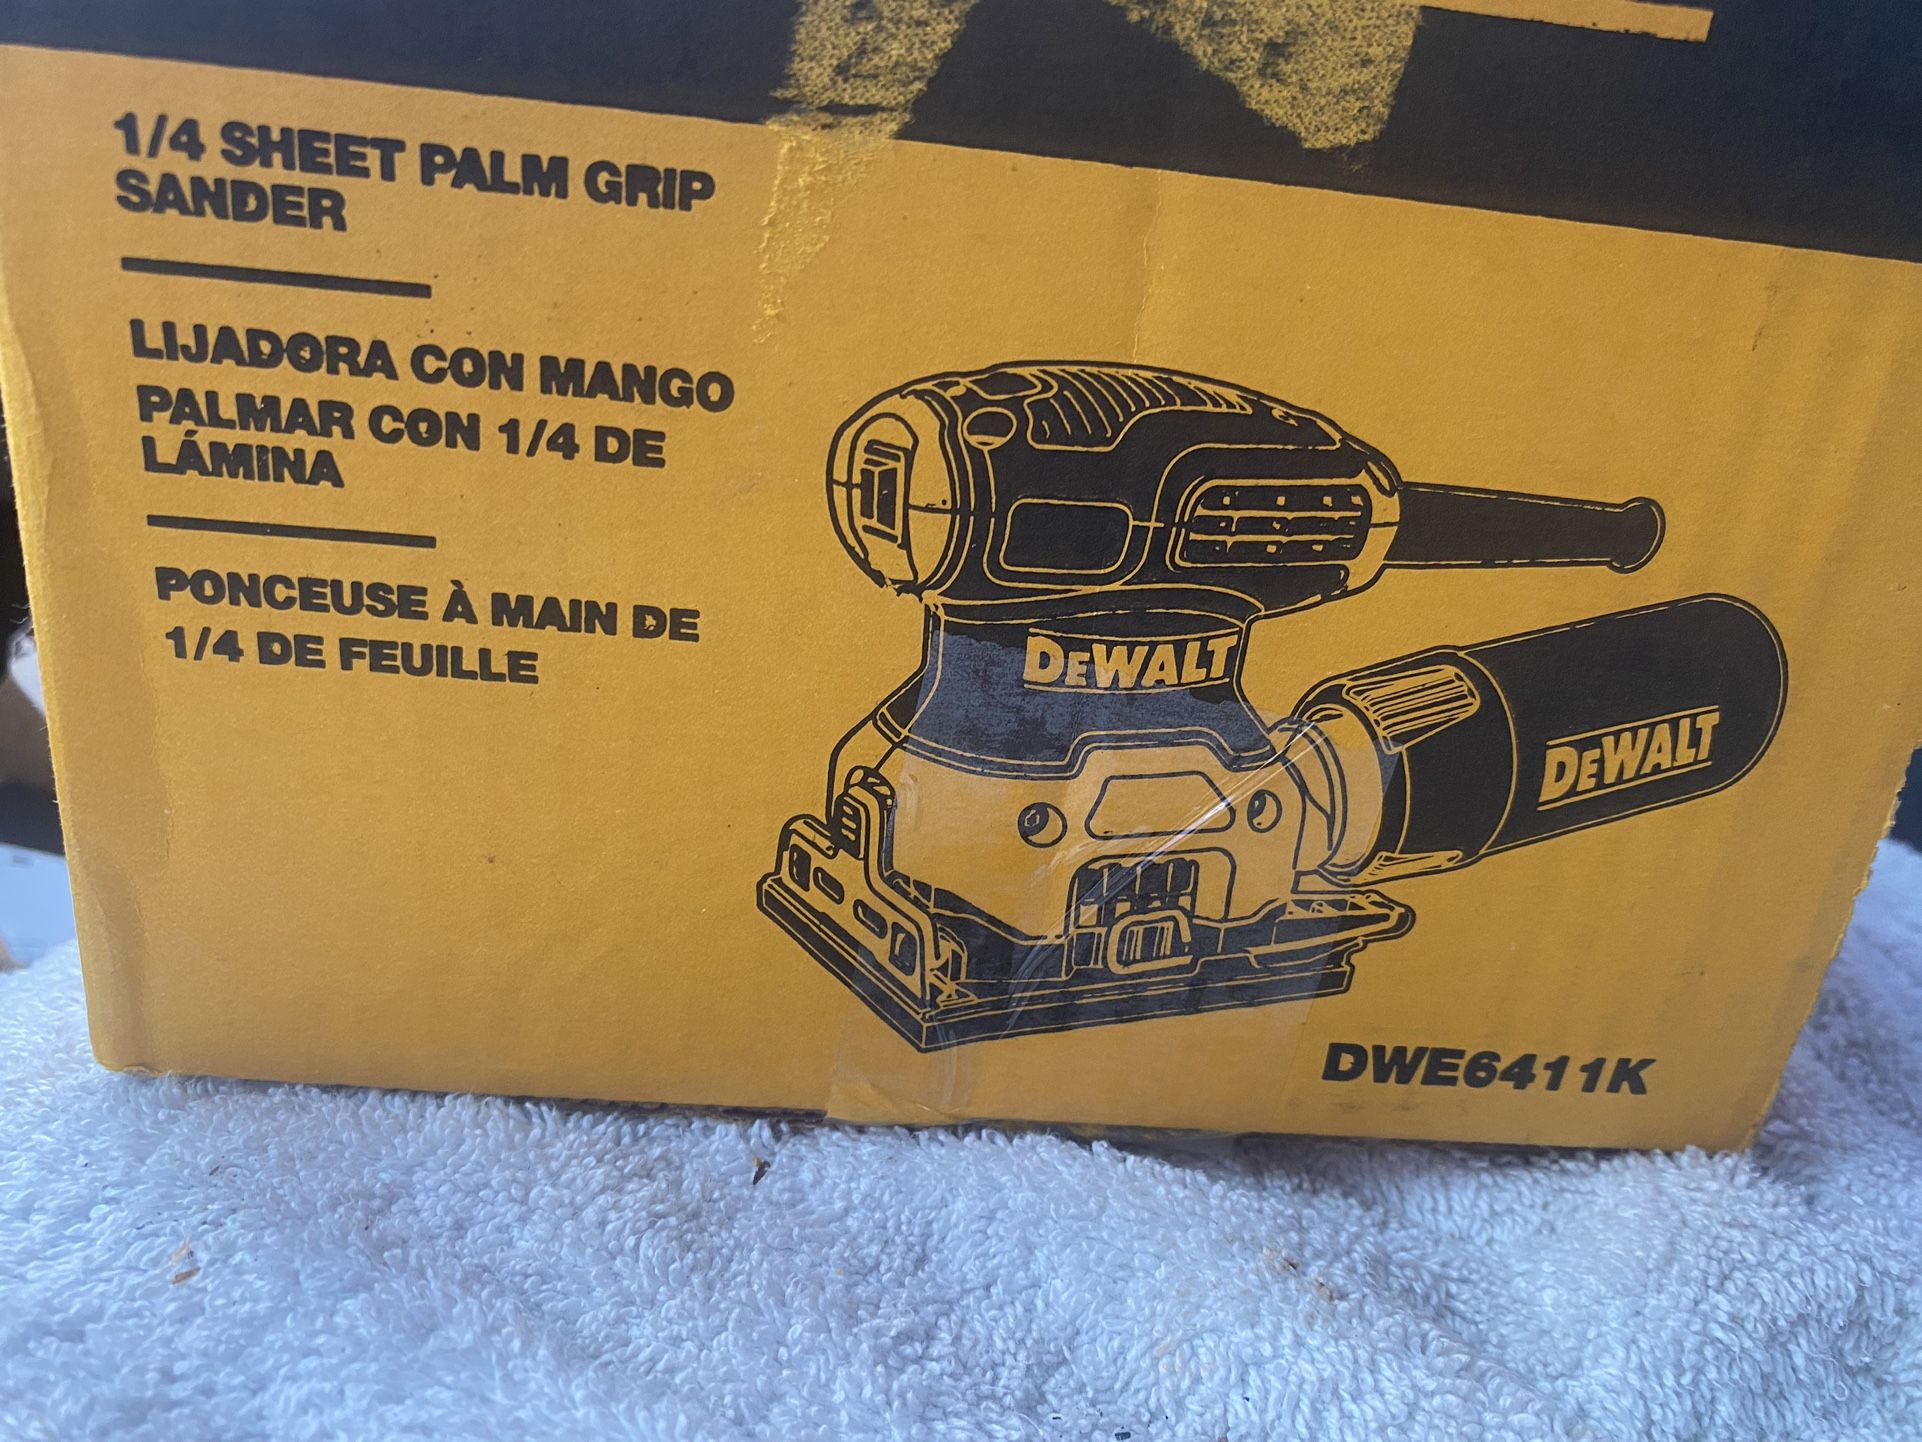 1/4 SHEET PALM GRIP
SANDER
LIJADORA CON MANGO
PALMAR CON 1/4 DE
LÁMINA
PONCEUSE À MAIN DE
1/4 DE FEUILLE
DEWALT
DEWALT
DWE6411K